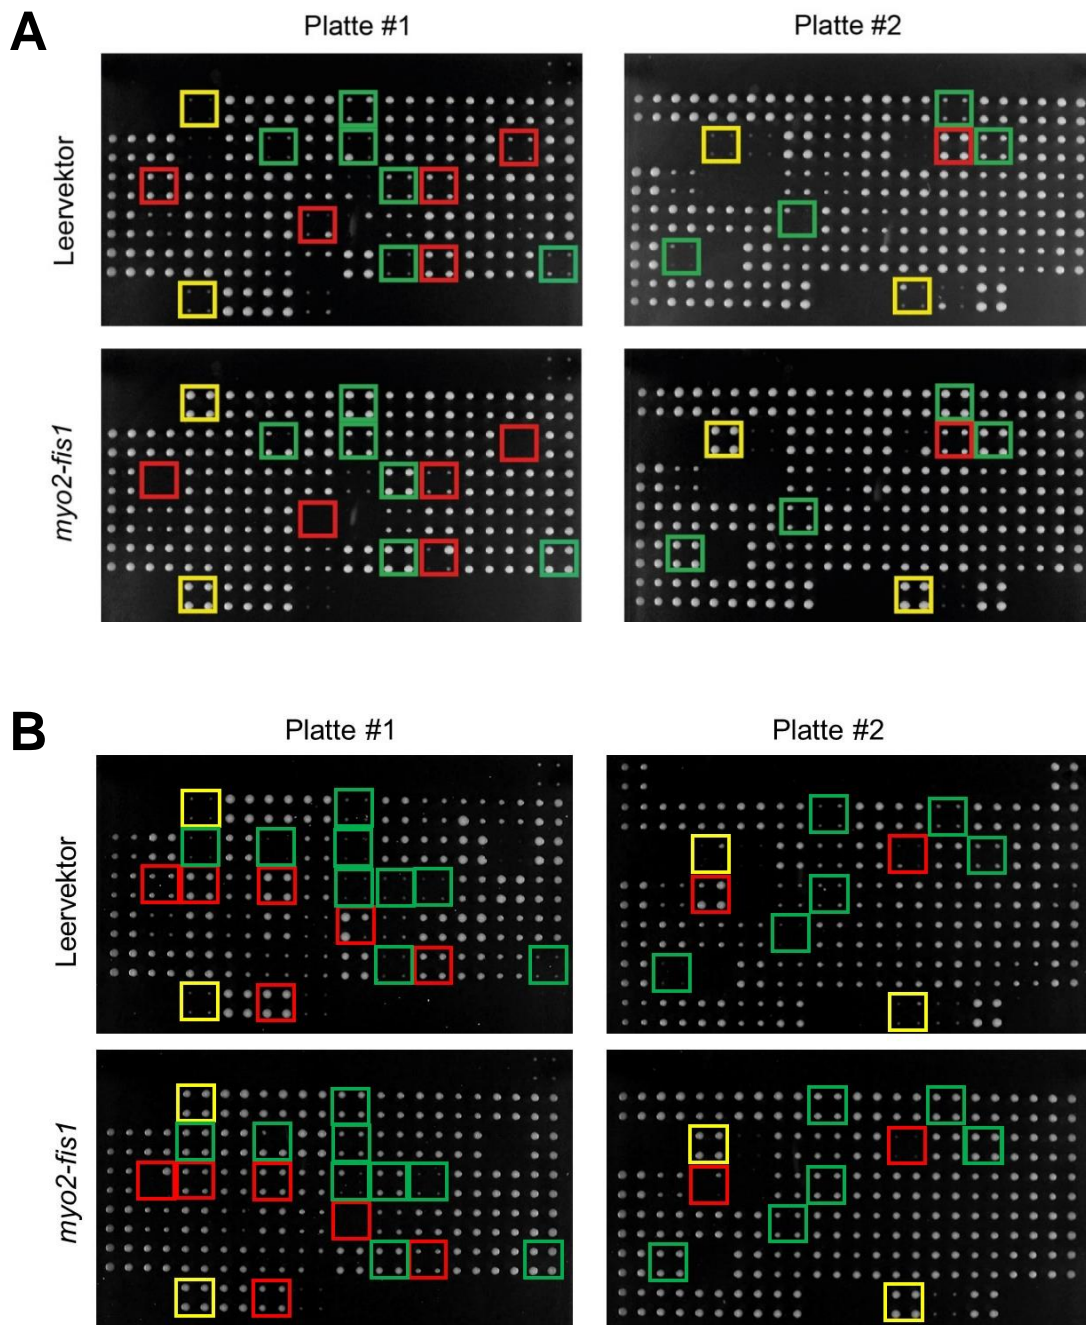 A
Platte #1
Platte #2
Leervektor
myo2-fis1
B
Platte #1
Platte #2
Leervektor
myo2-fis1